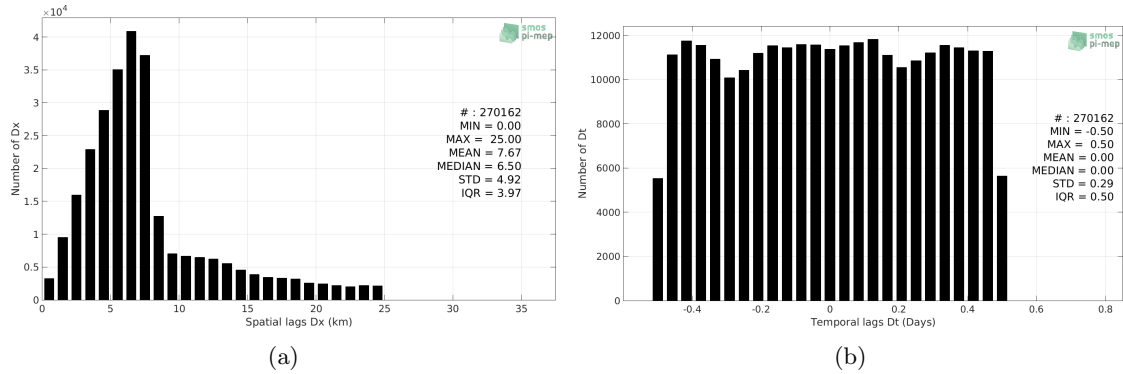 ×10⁴
smos
pi-mep
4
3.5
3
2.5
2
1.5
1
0.5
0
Number of Dx
# : 270162
MIN = 0.00
MAX = 25.00
MEAN = 7.67
MEDIAN = 6.50
STD = 4.92
IQR = 3.97
0 5 10 15 20 25 30 35
Spatial lags Dx (km)
(a)
smos
pi-mep
12000
10000
8000
6000
4000
2000
0
Number of Dt
# : 270162
MIN = -0.50
MAX = 0.50
MEAN = 0.00
MEDIAN = 0.00
STD = 0.29
IQR = 0.50
-0.4 -0.2 0 0.2 0.4 0.6 0.8
Temporal lags Dt (Days)
(b)